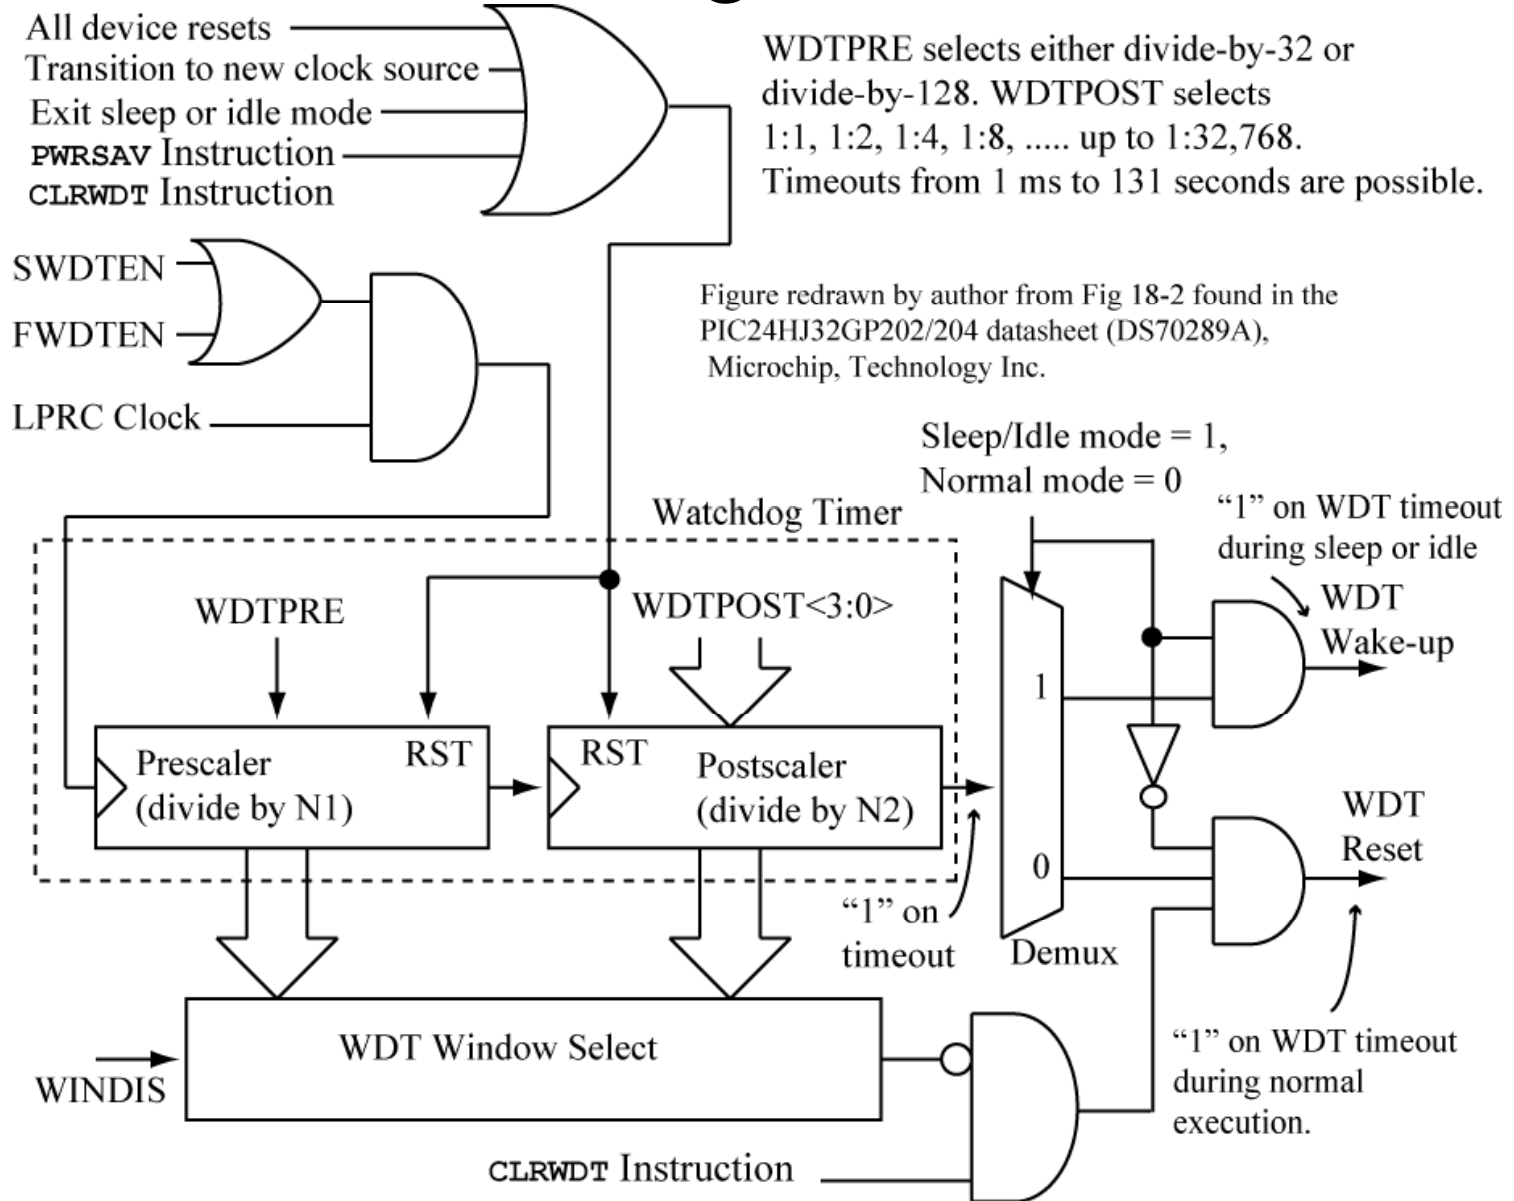 All device resets
Transition to new clock source
Exit sleep or idle mode
PWRSAV Instruction
CLRWDT Instruction
WDTPRE selects either divide-by-32 or
divide-by-128. WDTPOST selects
1:1, 1:2, 1:4, 1:8, ..... up to 1:32,768.
Timeouts from 1 ms to 131 seconds are possible.
SWDTEN
FWDTEN
LPRC Clock
Figure redrawn by author from Fig 18-2 found in the
PIC24HJ32GP202/204 datasheet (DS70289A),
Microchip, Technology Inc.
Sleep/Idle mode = 1,
Normal mode = 0
Watchdog Timer
“1” on WDT timeout
during sleep or idle
WDT
Wake-up
WDTPRE
WDTPOST<3:0>
1
Prescaler
(divide by N1)
RST
RST
Postscaler
(divide by N2)
WDT
Reset
0
“1” on
timeout
Demux
WDT Window Select
WINDIS
“1” on WDT timeout
during normal
execution.
CLRWDT Instruction